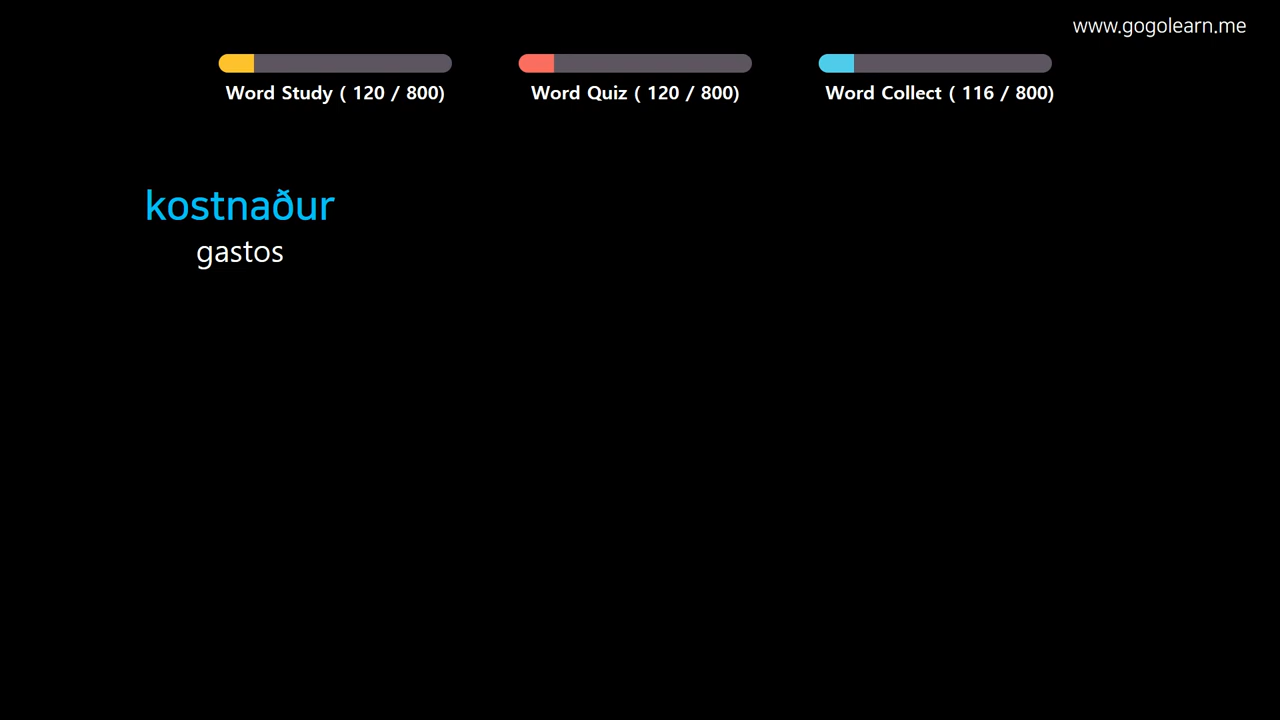 www.gogolearn.me
Word Study ( 120 / 800)
Word Quiz ( 120 / 800)
Word Collect ( 116 / 800)
kostnaður
gastos